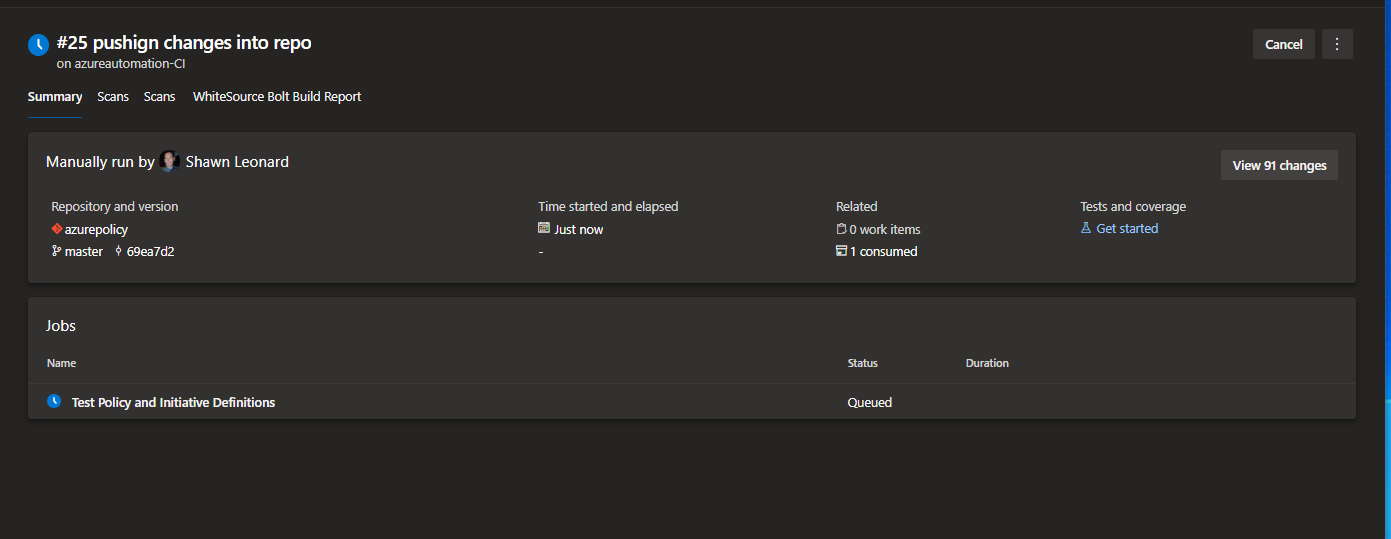 #25 pushign changes into repo
on azureautomation-CI
Cancel
Summary Scans Scans WhiteSource Bolt Build Report
Manually run by Shawn Leonard
View 91 changes
Repository and version Time started and elapsed Related Tests and coverage
azurepolicy Just now 0 work items Get started
master 69ea7d2 - 1 consumed
Jobs
Name Status Duration
Test Policy and Initiative Definitions Queued